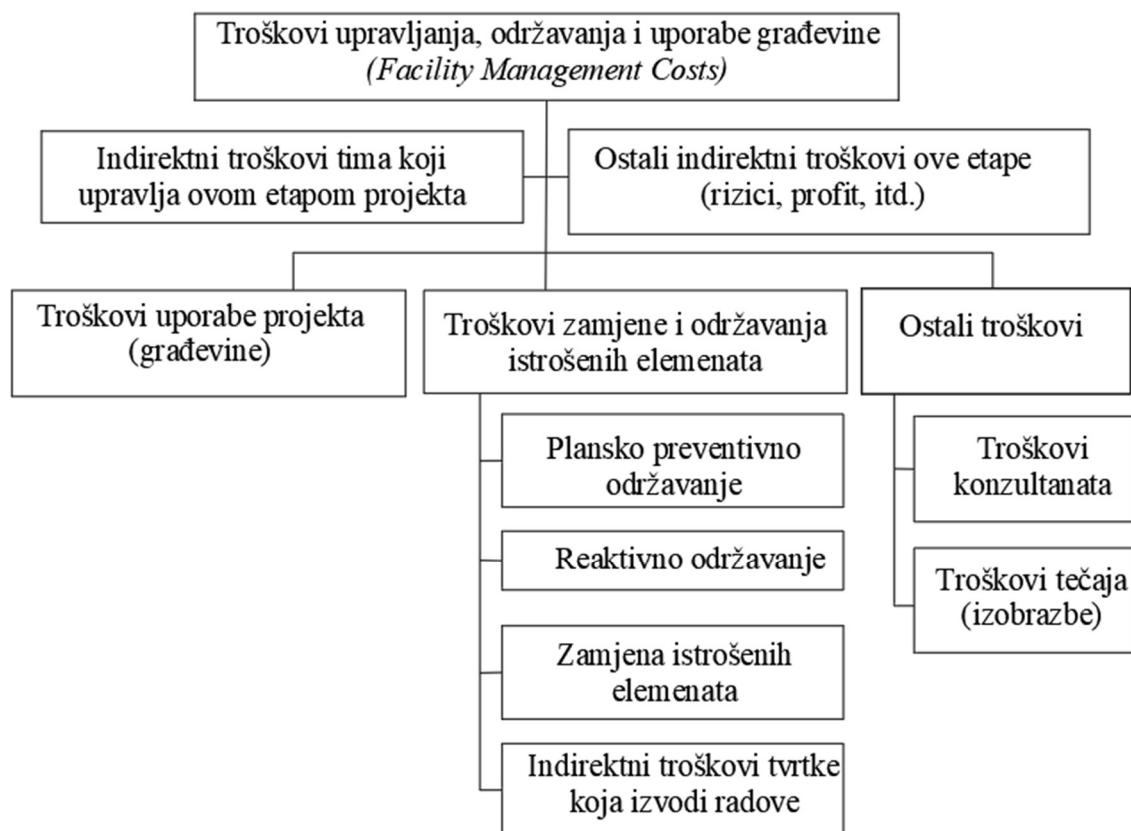 Troškovi upravljanja, održavanja i uporabe građevine
(Facility Management Costs)
Indirektni troškovi tima koji
upravlja ovom etapom projekta
Ostali indirektni troškovi ove etape
(rizici, profit, itd.)
Troškovi uporabe projekta
(građevine)
Troškovi zamjene i održavanja
istrošenih elemenata
Plansko preventivno
održavanje
Reaktivno održavanje
Zamjena istrošenih
elemenata
Indirektni troškovi tvrtke
koja izvodi radove
Ostali troškovi
Troškovi
konzultanata
Troškovi tečaja
(izobrazbe)